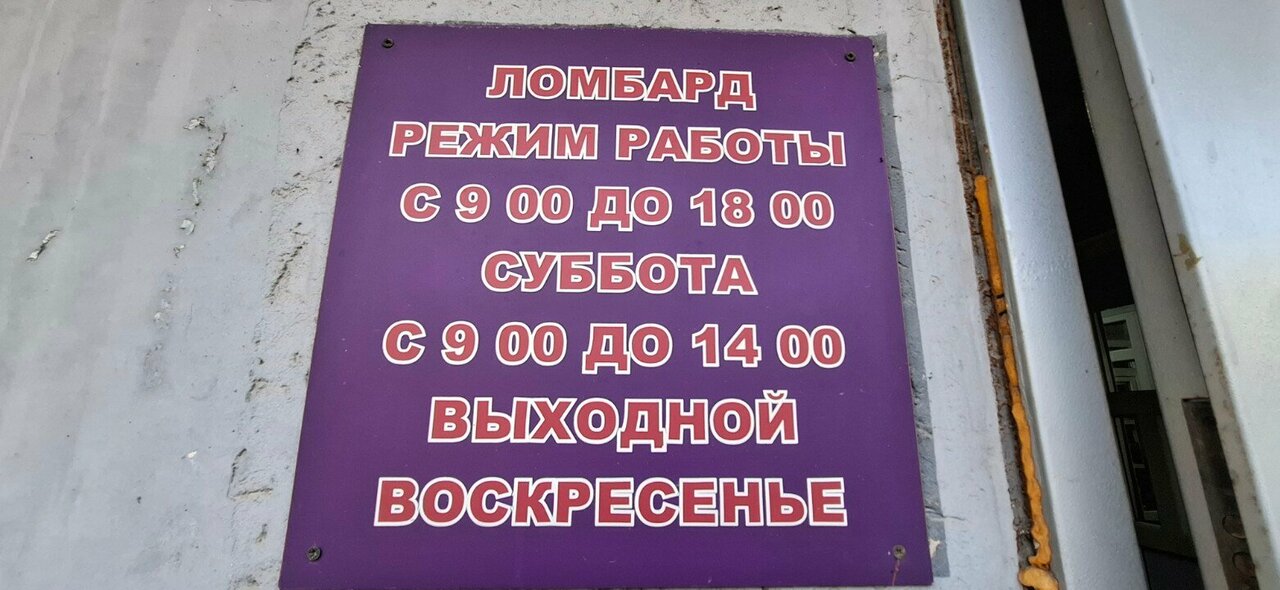 ЛОМБАРД
РЕЖИМ РАБОТЫ
С 9 00 ДО 18 00
СУББОТА
С 9 00 ДО 14 00
ВЫХОДНОЙ
ВОСКРЕСЕНЬЕ